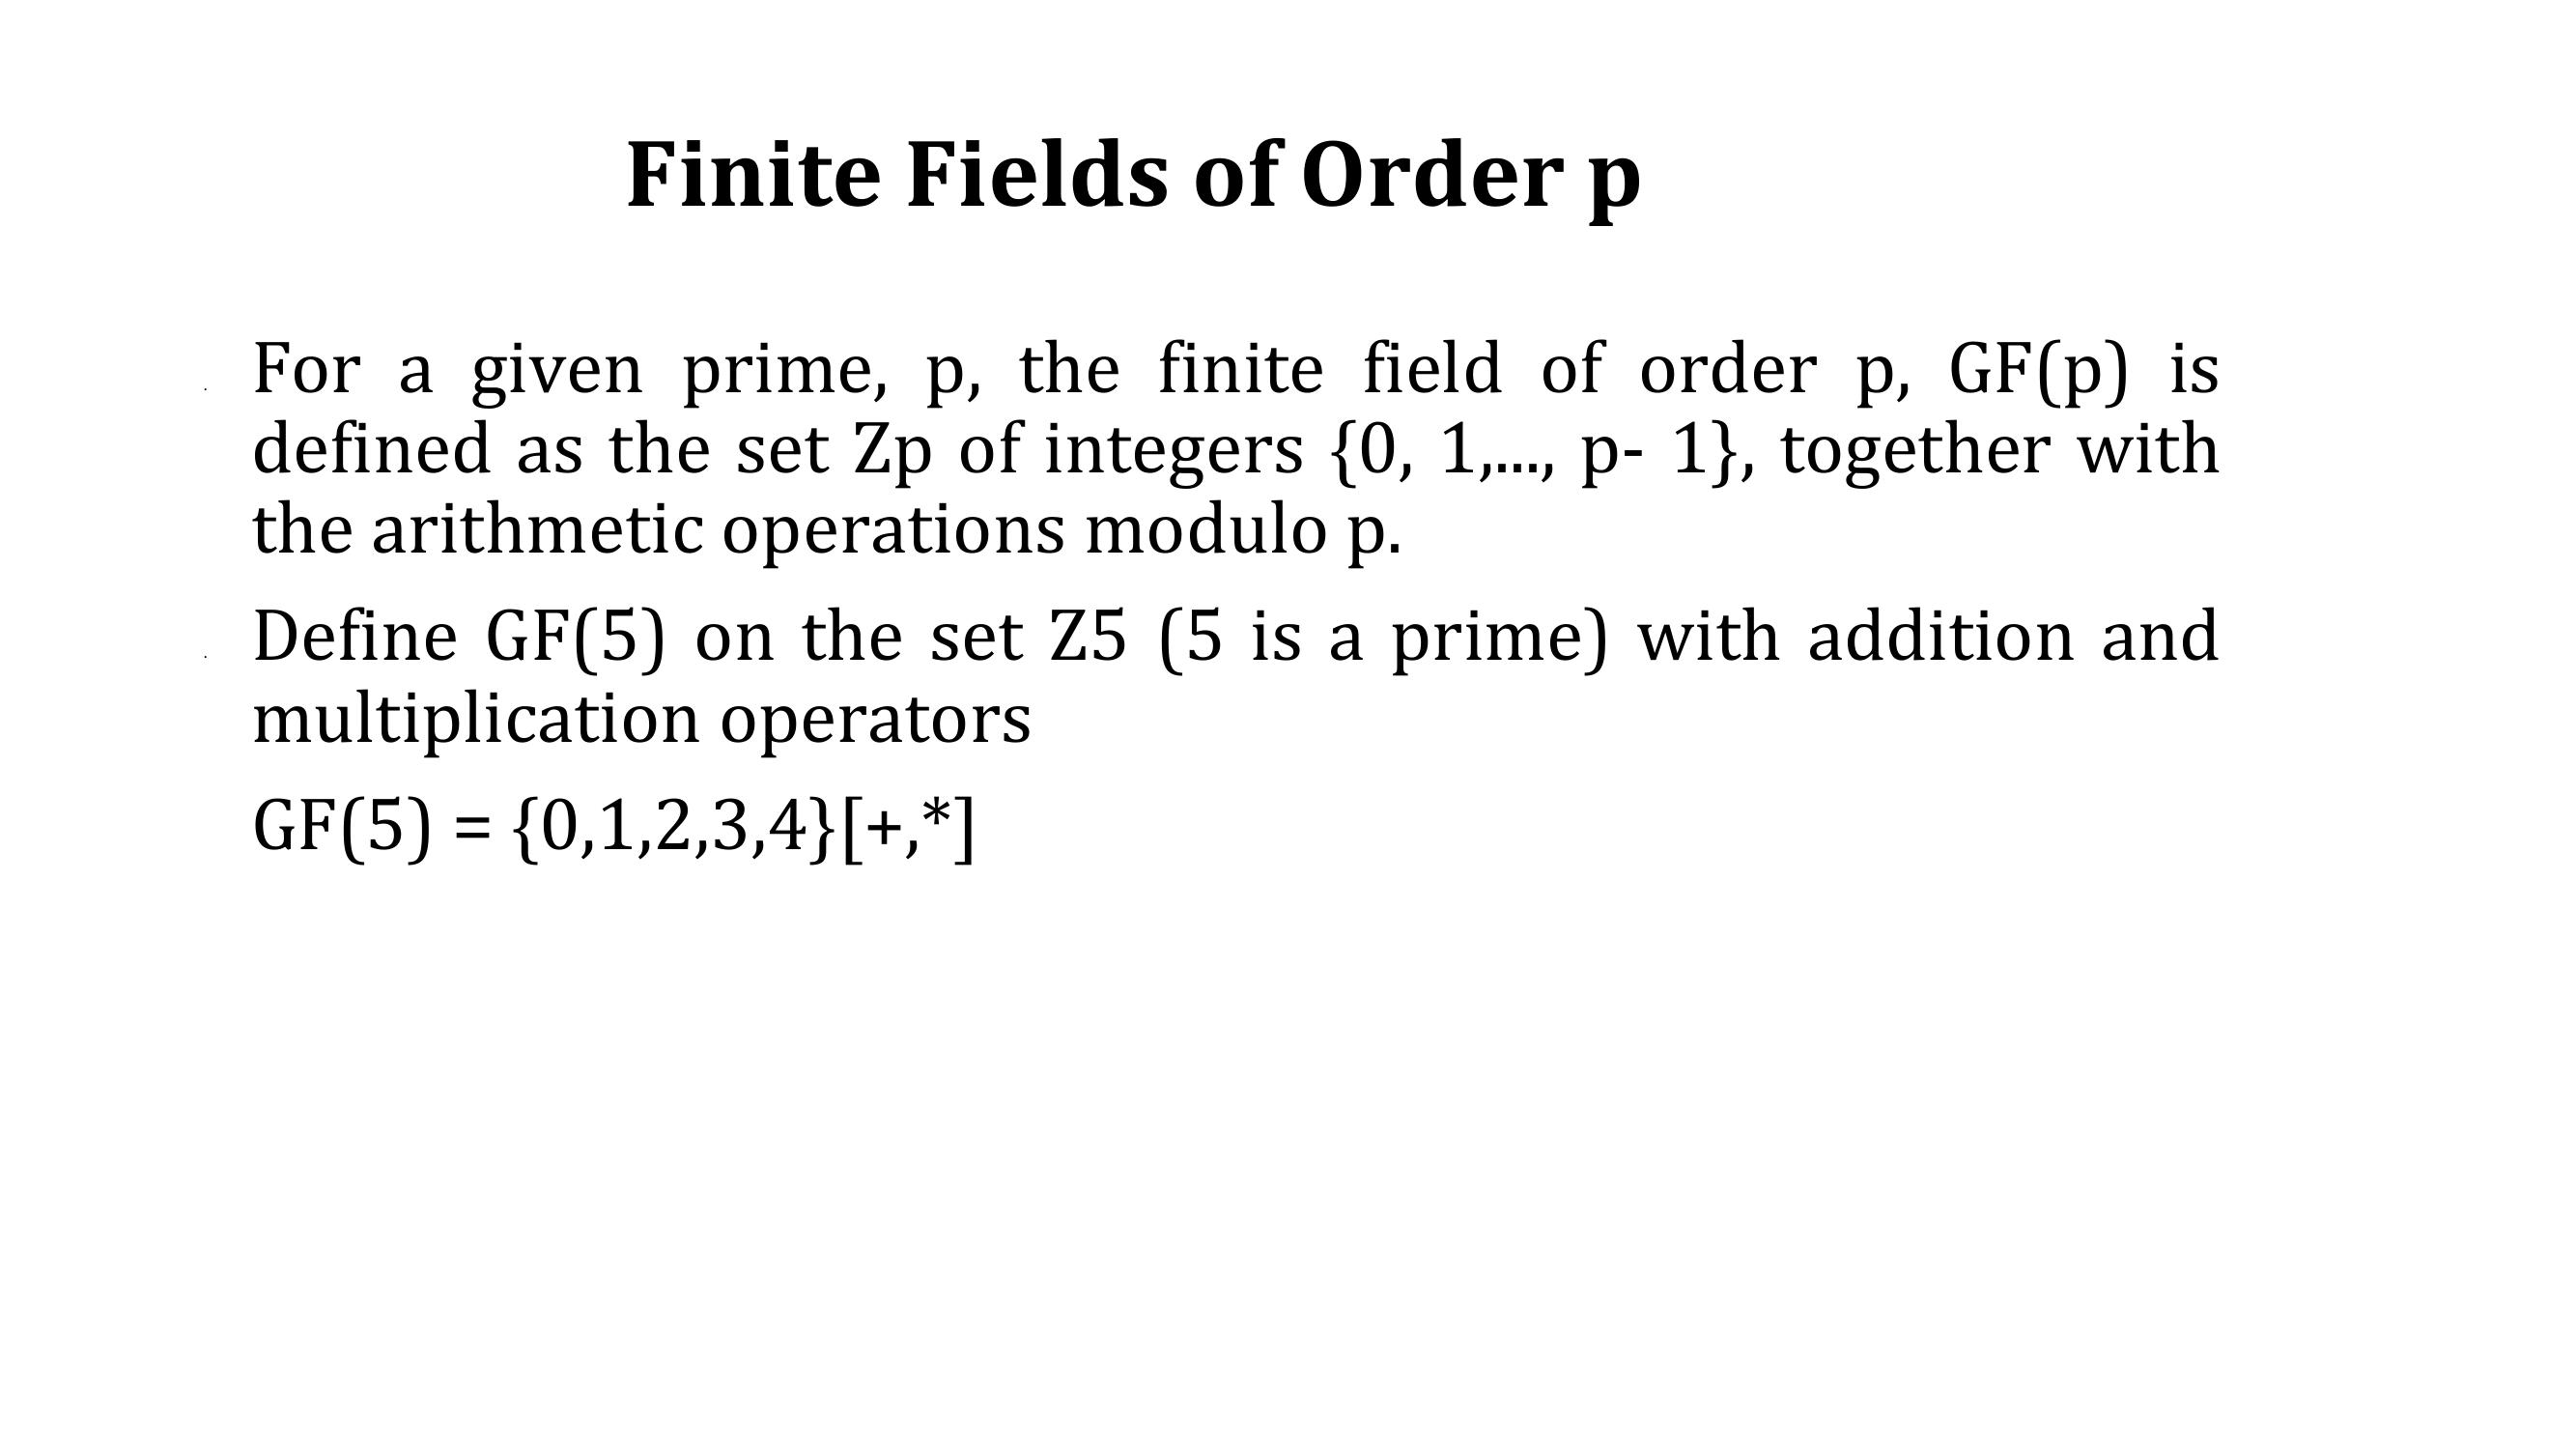 Finite Fields of Order p
For a given prime, p, the finite field of order p, GF(p) is
defined as the set Zp of integers {0, 1,..., p- 1}, together with
the arithmetic operations modulo p.
Define GF(5) on the set Z5 (5 is a prime) with addition and
multiplication operators
GF(5) = {0,1,2,3,4}[+,*]